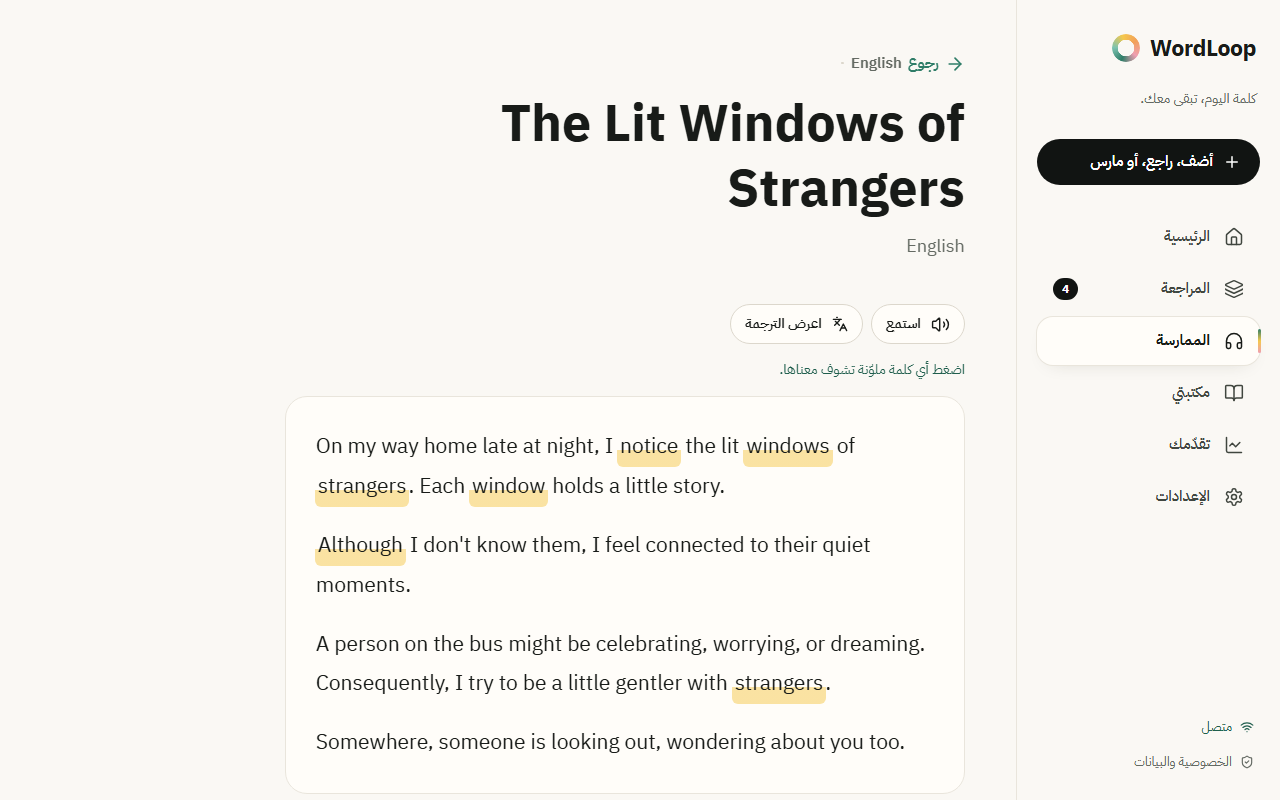 WordLoop
كلمة اليوم، تبقى معك.
أضف، راجع، أو مارس
الرئيسية
المراجعة 4
الممارسة
مكتبتي
تقدّمك
الإعدادات
متصل
الخصوصية والبيانات
رجوع English ·
The Lit Windows of
Strangers
English
استمع
اعرض الترجمة
اضغط أي كلمة ملوّنة تشوف معناها.
On my way home late at night, I notice the lit windows of
strangers. Each window holds a little story.
Although I don't know them, I feel connected to their quiet
moments.
A person on the bus might be celebrating, worrying, or dreaming.
Consequently, I try to be a little gentler with strangers.
Somewhere, someone is looking out, wondering about you too.